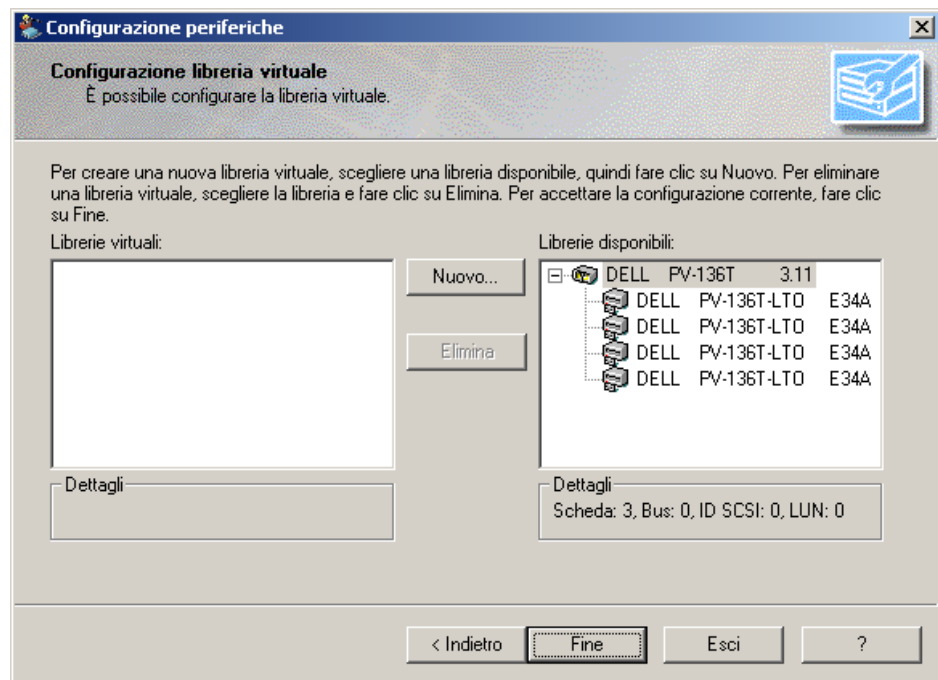 Configurazione periferiche
Configurazione libreria virtuale
È possibile configurare la libreria virtuale.
Per creare una nuova libreria virtuale, scegliere una libreria disponibile, quindi fare clic su Nuovo. Per eliminare
una libreria virtuale, scegliere la libreria e fare clic su Elimina. Per accettare la configurazione corrente, fare clic
su Fine.
Librerie virtuali:
Nuovo...
Elimina
Librerie disponibili:
DELL PV-136T 3.11
DELL PV-136T-LTO E34A
DELL PV-136T-LTO E34A
DELL PV-136T-LTO E34A
DELL PV-136T-LTO E34A
Dettagli
Dettagli
Scheda: 3, Bus: 0, ID SCSI: 0, LUN: 0
< Indietro
Fine
Esci
?